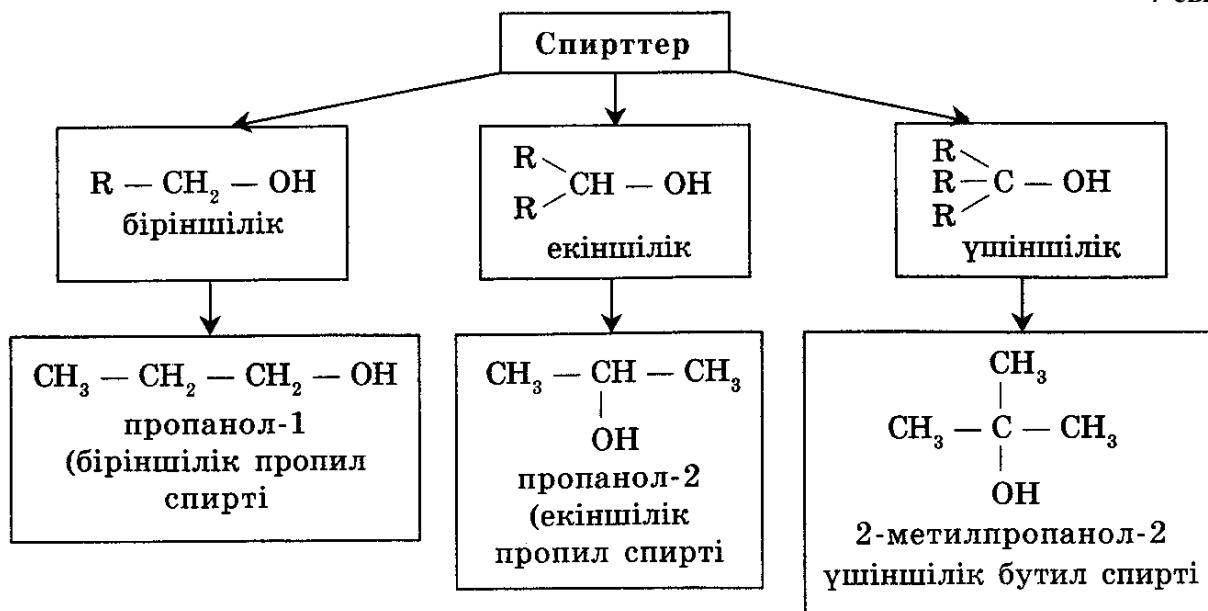 Спирттер
R — CH₂ — OH
біріншілік
R
CH — OH
R
екіншілік
R
R — C — OH
R
үшіншілік
CH₃ — CH₂ — CH₂ — OH
пропанол-1
(біріншілік пропил
спирті
CH₃ — CH — CH₃
OH
пропанол-2
(екіншілік
пропил спирті
CH₃
CH₃ — C — CH₃
OH
2-метилпропанол-2
үшіншілік бутил спирті